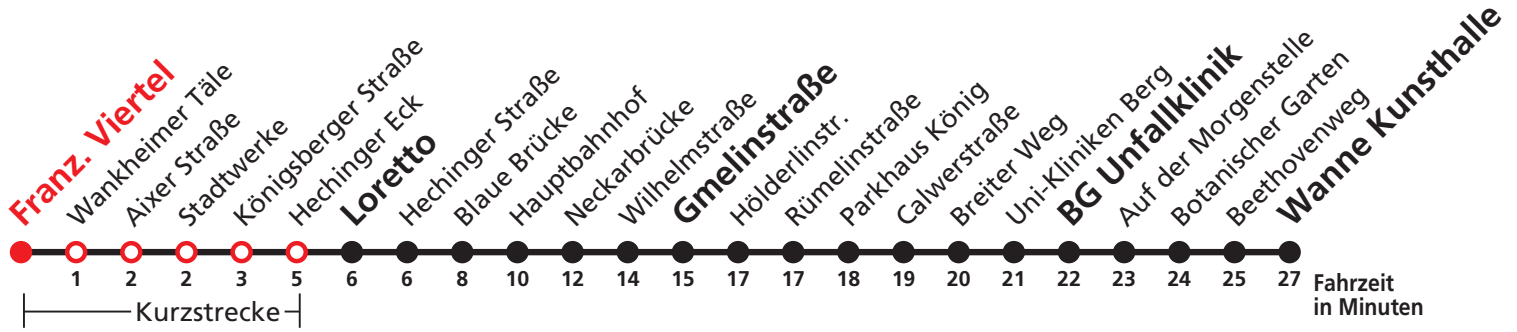 Franz. Viertel
Wankheimer Täle
Aixer Straße
Stadtwerke
Königsberger Straße
Hechinger Eck
Loretto
Hechinger Straße
Blaue Brücke
Hauptbahnhof
Neckarbrücke
Wilhelmstraße
Gmelinstraße
Hölderlinstr.
Rümelinstraße
Parkhaus König
Calwerstraße
Breiter Weg
Uni-Kliniken Berg
BG Unfallklinik
Auf der Morgenstelle
Botanischer Garten
Beethovenweg
Wanne Kunsthalle
1 2 2 3 5 6 6 8 10 12 14 15 17 17 18 19 20 21 22 23 24 25 27
Fahrzeit
in Minuten
Kurzstrecke